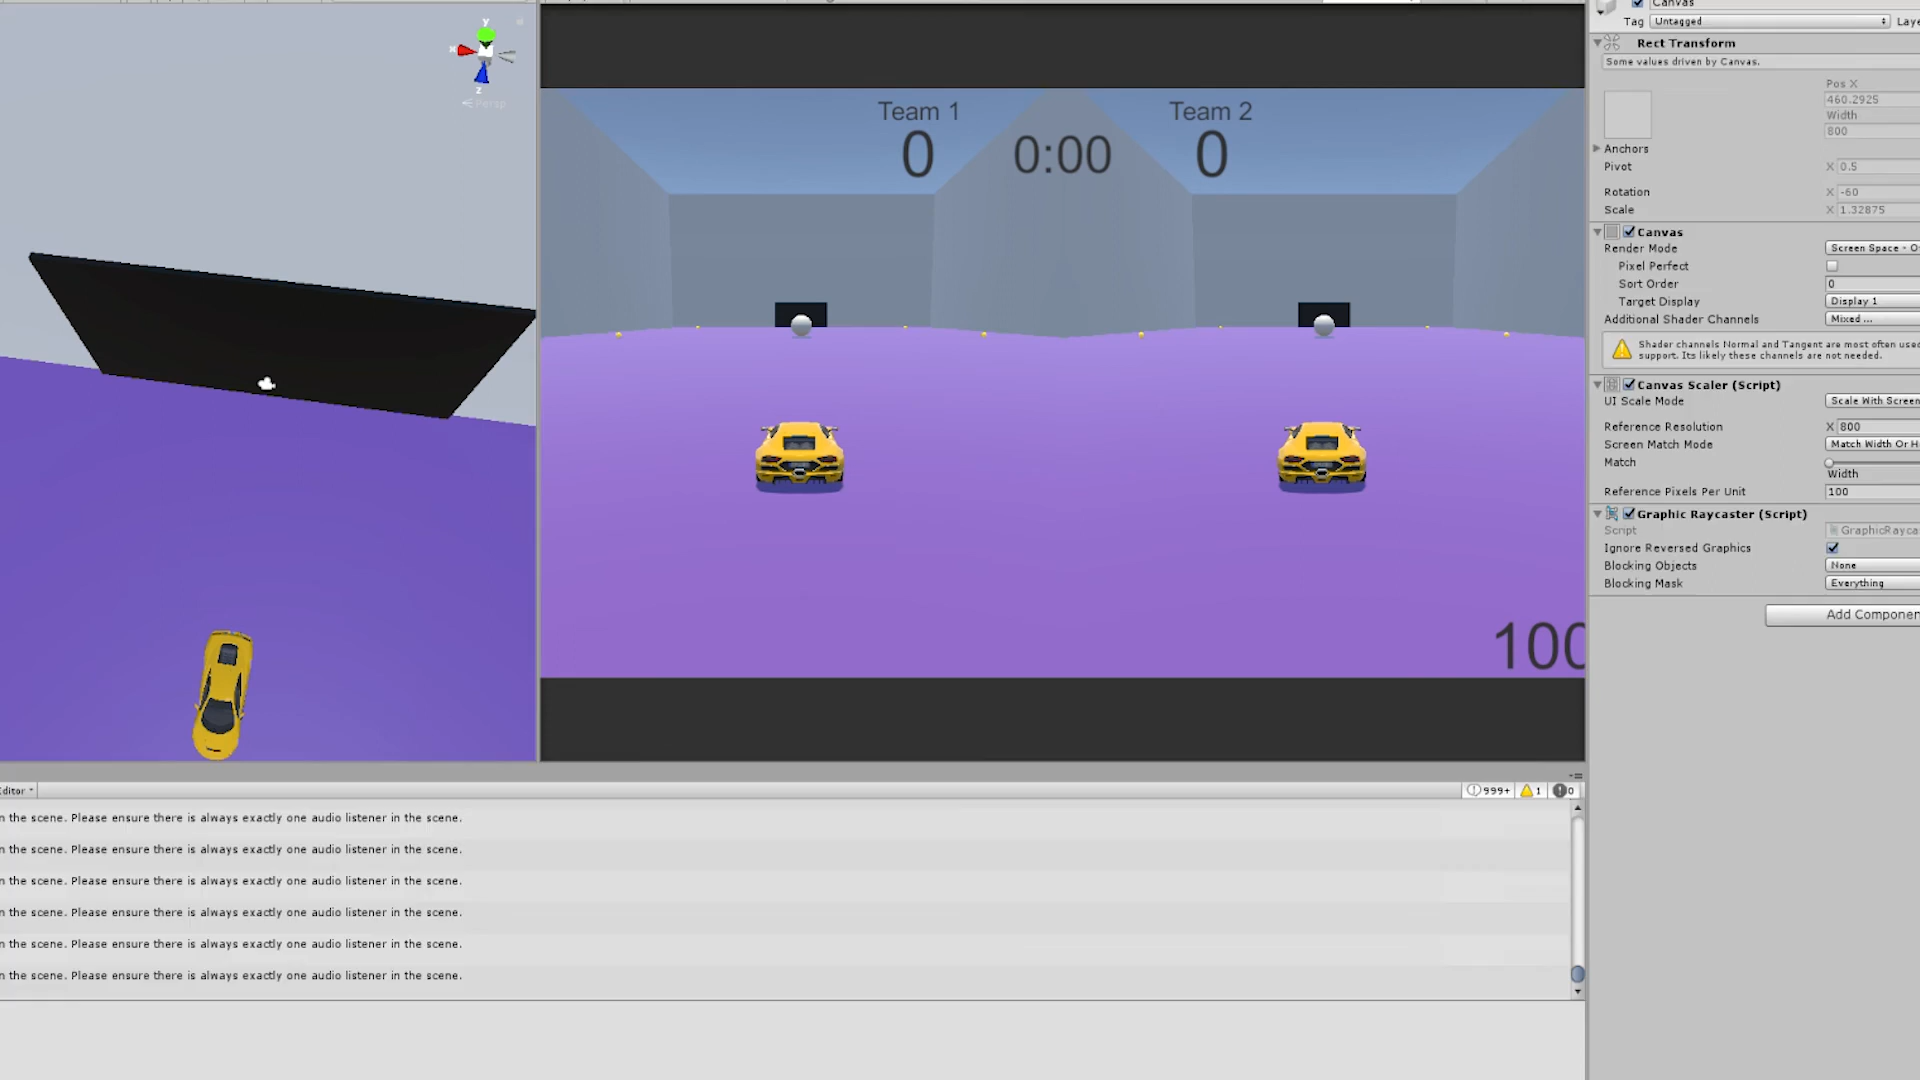 y
x
z
Persp
Team 1
0
0:00
Team 2
0
100
Canvas
Tag Untagged Laye
Rect Transform
Some values driven by Canvas.
Pos X
460.2925
Width
800
Anchors
Pivot X 0.5
Rotation X -60
Scale X 1.32875
Canvas
Render Mode Screen Space - O
Pixel Perfect
Sort Order 0
Target Display Display 1
Additional Shader Channels Mixed ...
Shader channels Normal and Tangent are most often used
support. Its likely these channels are not needed.
Canvas Scaler (Script)
UI Scale Mode Scale With Screen
Reference Resolution X 800
Screen Match Mode Match Width Or H
Match
Width
Reference Pixels Per Unit 100
Graphic Raycaster (Script)
Script GraphicRayca
Ignore Reversed Graphics
Blocking Objects None
Blocking Mask Everything
Add Componen
Editor 999+ 1 0
n the scene. Please ensure there is always exactly one audio listener in the scene.
n the scene. Please ensure there is always exactly one audio listener in the scene.
n the scene. Please ensure there is always exactly one audio listener in the scene.
n the scene. Please ensure there is always exactly one audio listener in the scene.
n the scene. Please ensure there is always exactly one audio listener in the scene.
n the scene. Please ensure there is always exactly one audio listener in the scene.